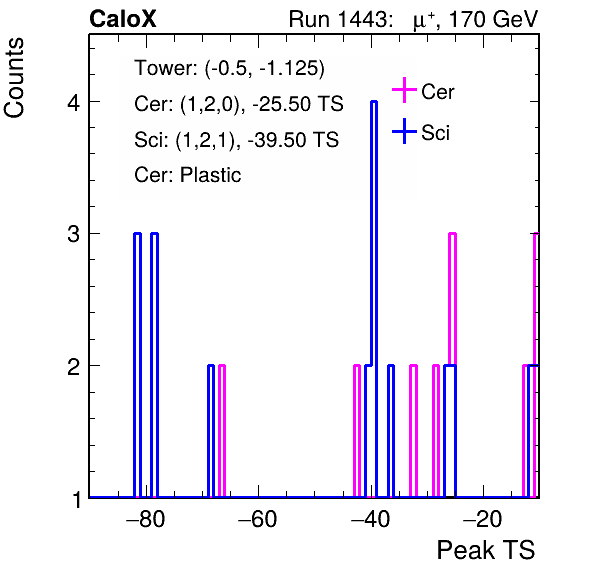 CaloX Run 1443: μ⁺, 170 GeV
Counts
Tower: (-0.5, -1.125)
Cer: (1,2,0), -25.50 TS
Sci: (1,2,1), -39.50 TS
Cer: Plastic
Cer
Sci
4
3
2
1
−80 −60 −40 −20
Peak TS